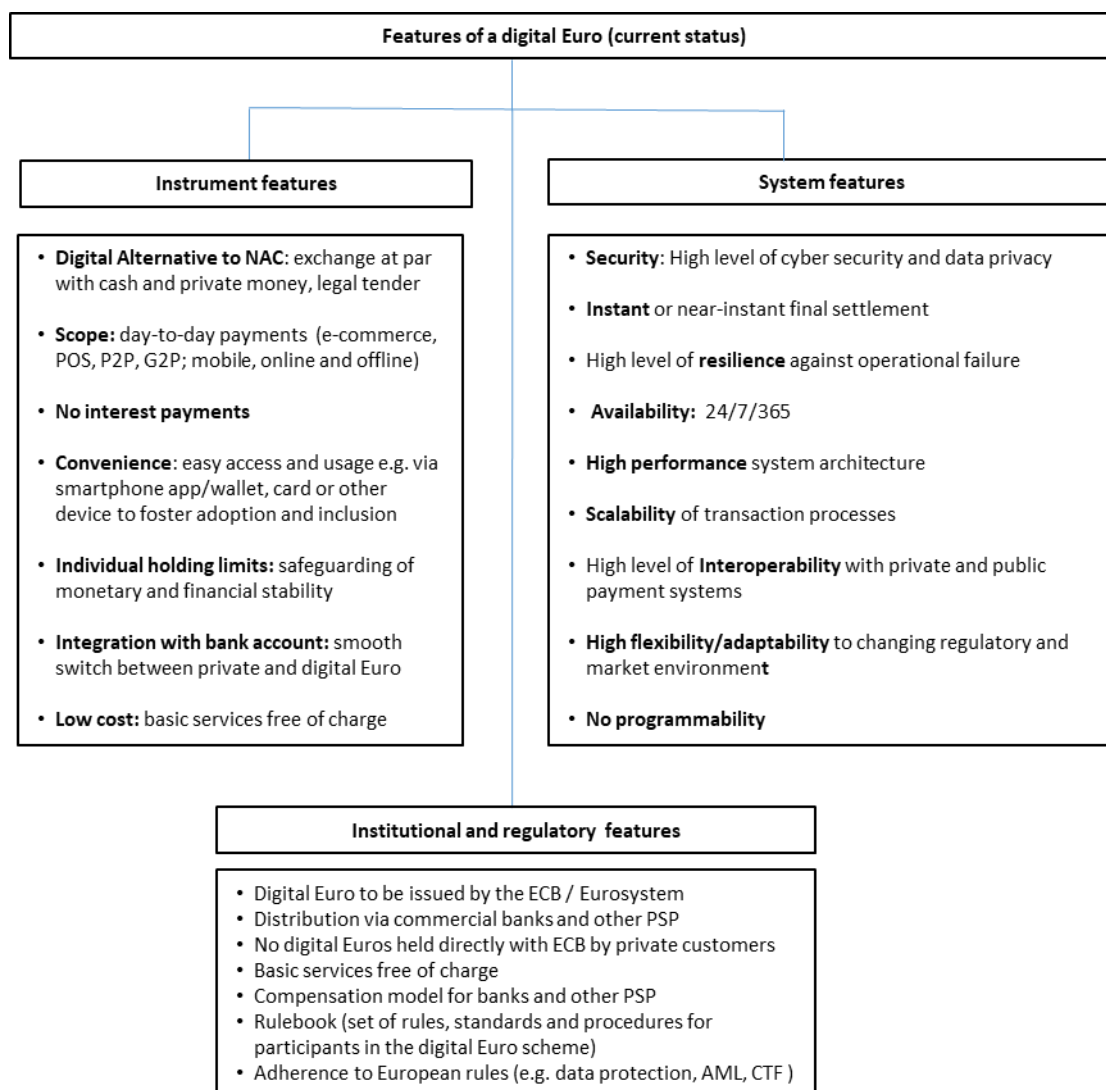 Features of a digital Euro (current status)
Instrument features
• Digital Alternative to NAC: exchange at par
with cash and private money, legal tender
• Scope: day-to-day payments (e-commerce,
POS, P2P, G2P; mobile, online and offline)
• No interest payments
• Convenience: easy access and usage e.g. via
smartphone app/wallet, card or other
device to foster adoption and inclusion
• Individual holding limits: safeguarding of
monetary and financial stability
• Integration with bank account: smooth
switch between private and digital Euro
• Low cost: basic services free of charge
System features
• Security: High level of cyber security and data privacy
• Instant or near-instant final settlement
• High level of resilience against operational failure
• Availability: 24/7/365
• High performance system architecture
• Scalability of transaction processes
• High level of Interoperability with private and public
payment systems
• High flexibility/adaptability to changing regulatory and
market environment
• No programmability
Institutional and regulatory features
• Digital Euro to be issued by the ECB / Eurosystem
• Distribution via commercial banks and other PSP
• No digital Euros held directly with ECB by private customers
• Basic services free of charge
• Compensation model for banks and other PSP
• Rulebook (set of rules, standards and procedures for
participants in the digital Euro scheme)
• Adherence to European rules (e.g. data protection, AML, CTF )